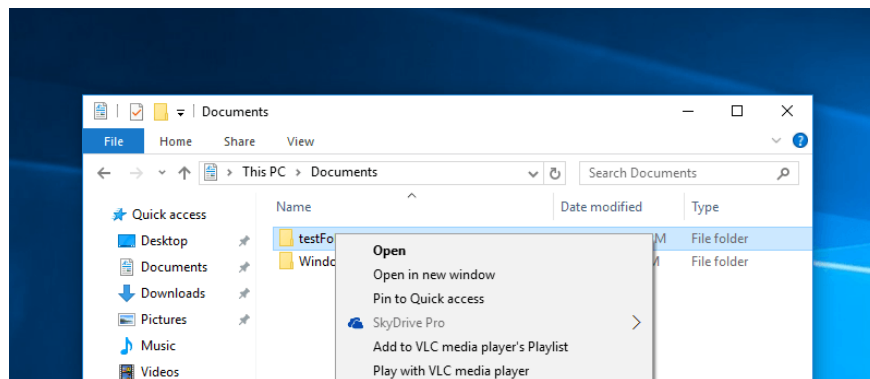 Documents
File Home Share View
This PC > Documents
Search Documents
Name Date modified Type
Quick access
Desktop
Documents
Downloads
Pictures
Music
Videos
testFo M File folder
Windo M File folder
Open
Open in new window
Pin to Quick access
SkyDrive Pro
Add to VLC media player's Playlist
Play with VLC media player